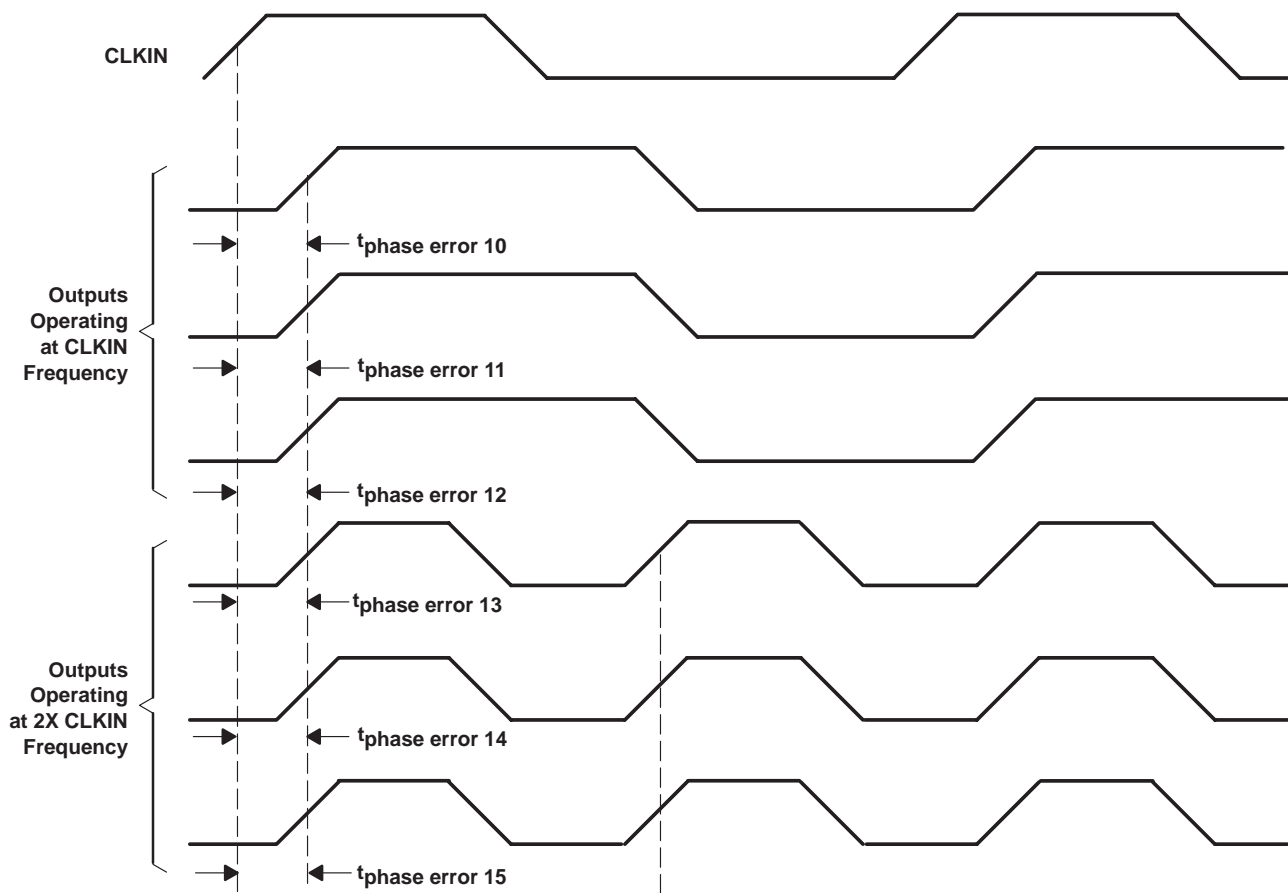 CLKIN
tphase error 10
Outputs
Operating
at CLKIN
Frequency
tphase error 11
tphase error 12
tphase error 13
Outputs
Operating
at 2X CLKIN
Frequency
tphase error 14
tphase error 15